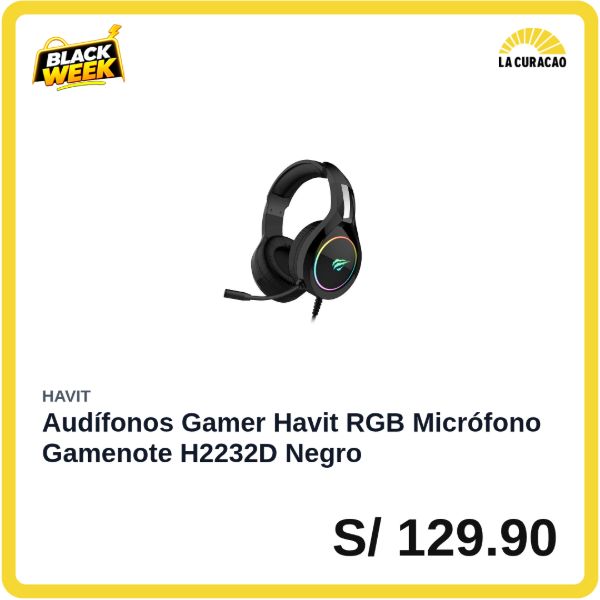 BLACK
WEEK
LA CURACAO
HAVIT
Audífonos Gamer Havit RGB Micrófono
Gamenote H2232D Negro
S/ 129.90